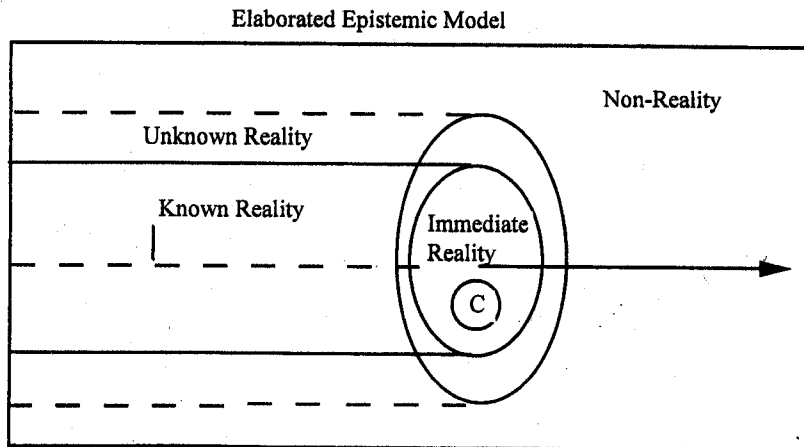 Elaborated Epistemic Model
Non-Reality
Unknown Reality
Known Reality
Immediate
Reality
C